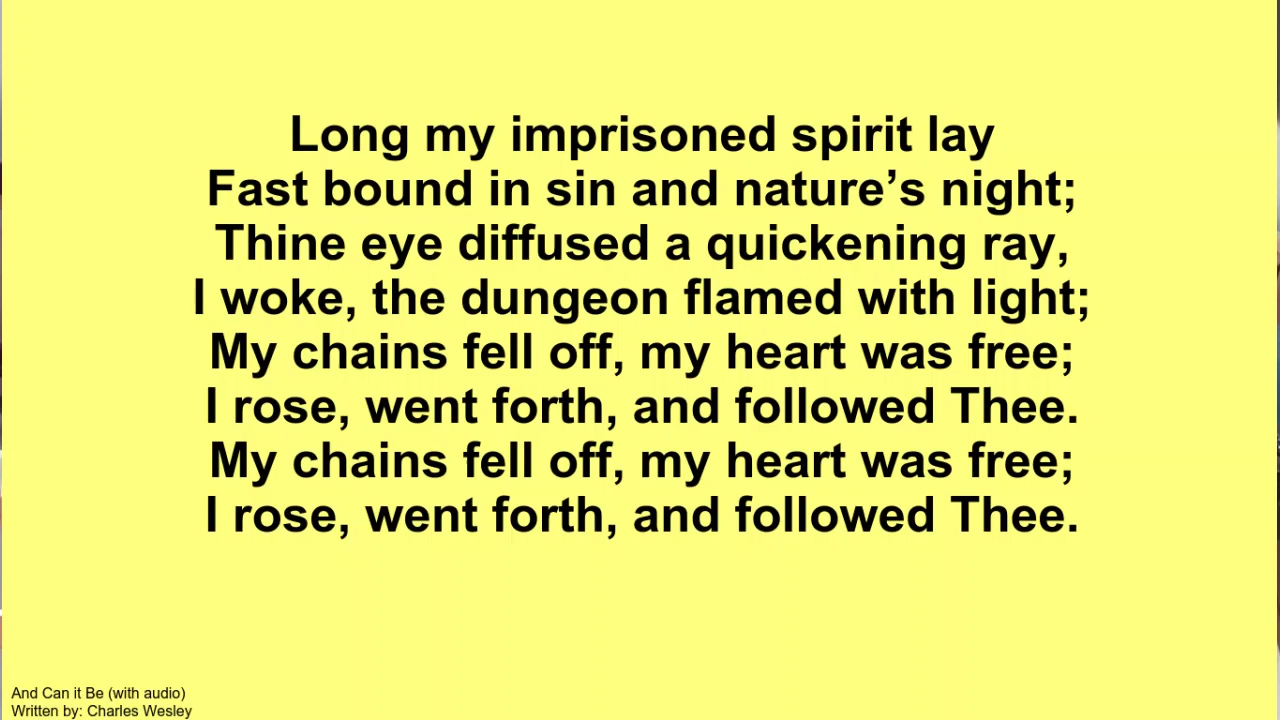 Long my imprisoned spirit lay
Fast bound in sin and nature’s night;
Thine eye diffused a quickening ray,
I woke, the dungeon flamed with light;
My chains fell off, my heart was free;
I rose, went forth, and followed Thee.
My chains fell off, my heart was free;
I rose, went forth, and followed Thee.
And Can it Be (with audio)
Written by: Charles Wesley